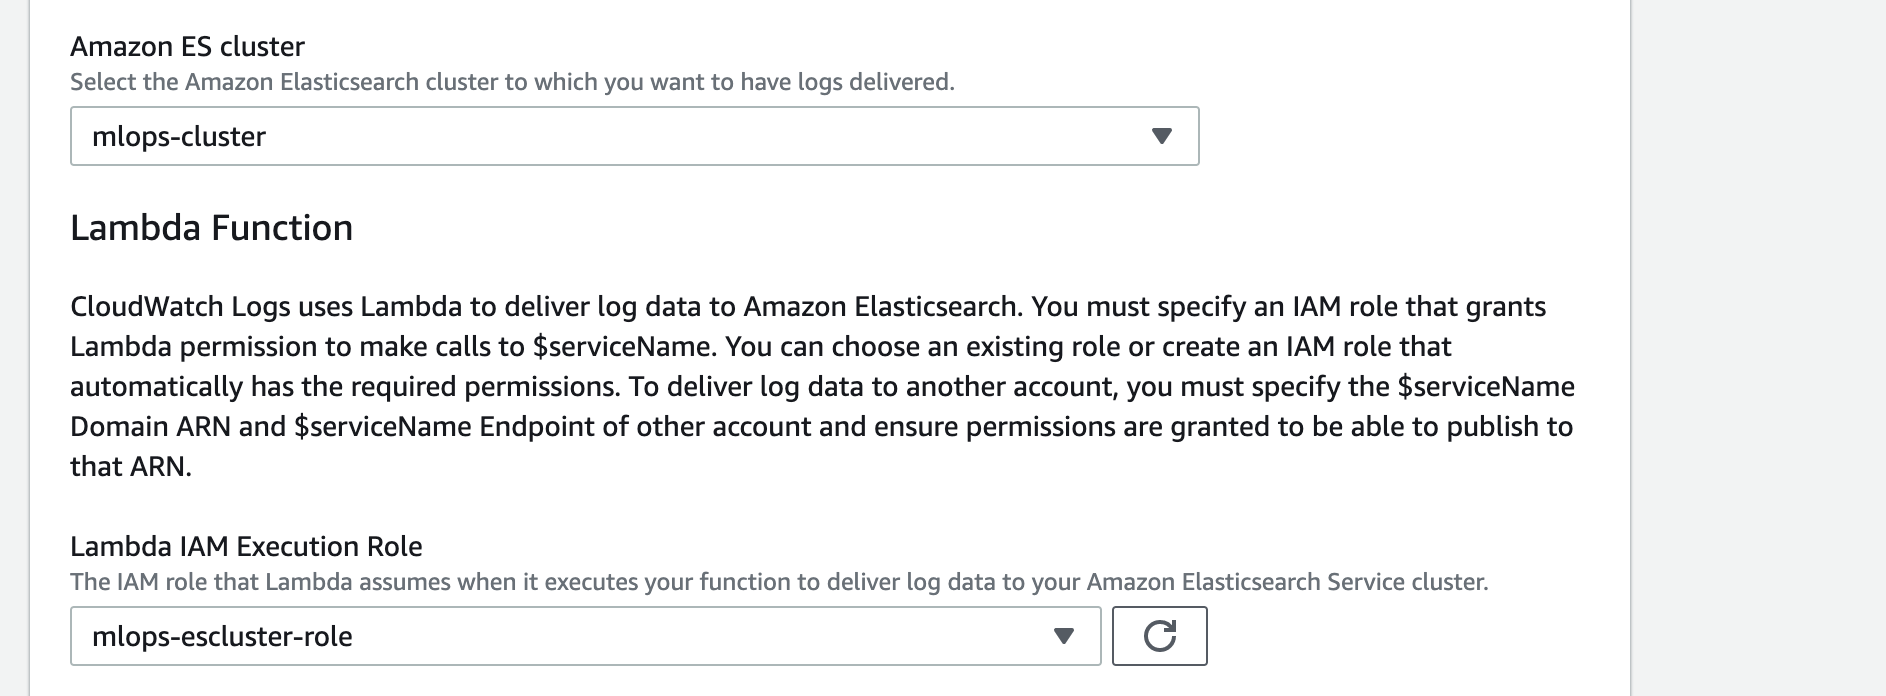 Amazon ES cluster
Select the Amazon Elasticsearch cluster to which you want to have logs delivered.
mlops-cluster
Lambda Function
CloudWatch Logs uses Lambda to deliver log data to Amazon Elasticsearch. You must specify an IAM role that grants
Lambda permission to make calls to $serviceName. You can choose an existing role or create an IAM role that
automatically has the required permissions. To deliver log data to another account, you must specify the $serviceName
Domain ARN and $serviceName Endpoint of other account and ensure permissions are granted to be able to publish to
that ARN.
Lambda IAM Execution Role
The IAM role that Lambda assumes when it executes your function to deliver log data to your Amazon Elasticsearch Service cluster.
mlops-escluster-role